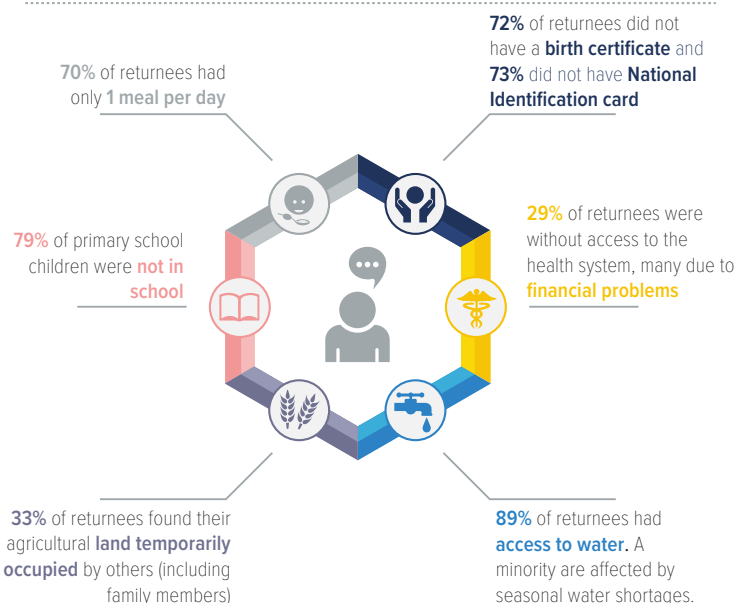 72% of returnees did not
have a birth certificate and
73% did not have National
Identification card
70% of returnees had
only 1 meal per day
29% of returnees were
without access to the
health system, many due to
financial problems
79% of primary school
children were not in
school
33% of returnees found their
agricultural land temporarily
occupied by others (including
family members)
89% of returnees had
access to water. A
minority are affected by
seasonal water shortages.